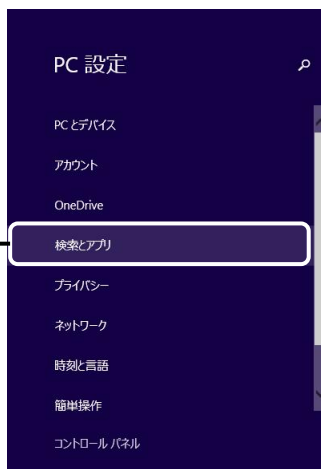 PC 設定
PC とデバイス
アカウント
OneDrive
検索とアプリ
プライバシー
ネットワーク
時刻と言語
簡単操作
コントロール パネル